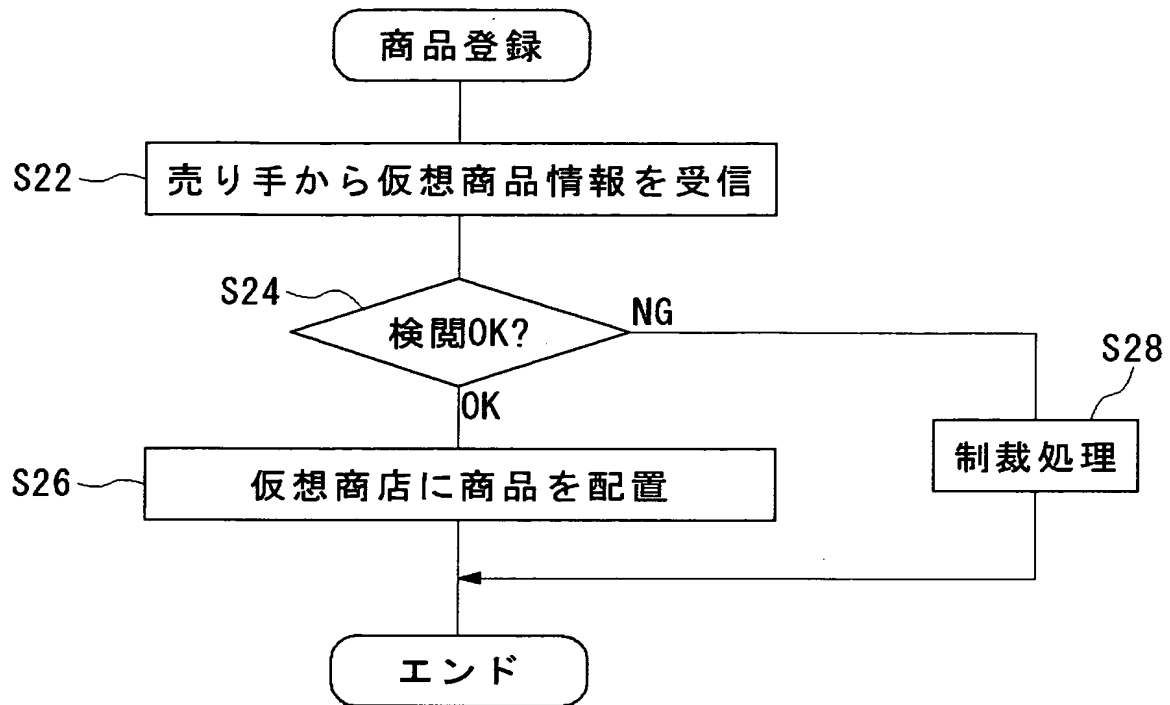 商品登録
S22
売り手から仮想商品情報を受信
S24
検閲OK?
NG
S28
OK
制裁処理
S26
仮想商店に商品を配置
エンド